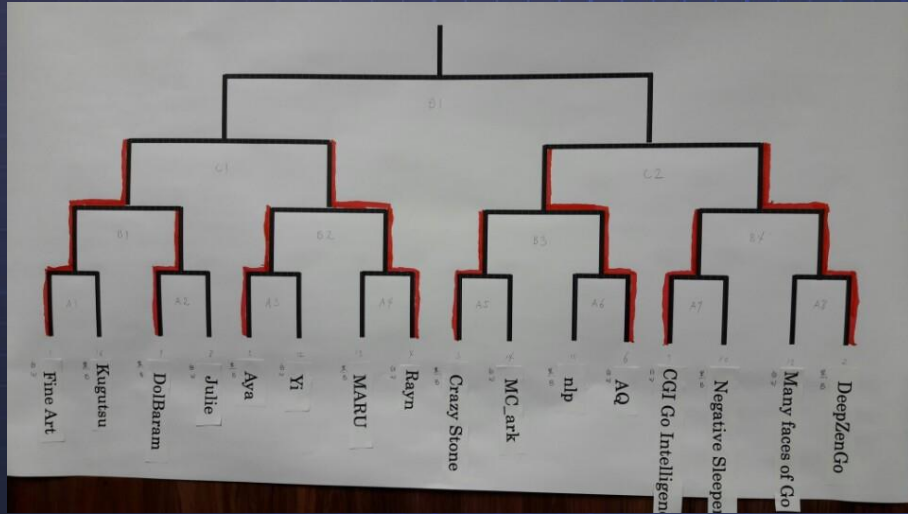 B1
C1
C2
B1
B2
B3
B4
A1
A2
A3
A4
A5
A6
A7
A8
Fine Art
Kugutsu
DolBaram
Julie
Aya
Yi
MARU
Rayn
Crazy Stone
MC_ark
nlp
AQ
CGI Go Intelligen
Negative Sleeper
Many faces of Go
DeepZenGo